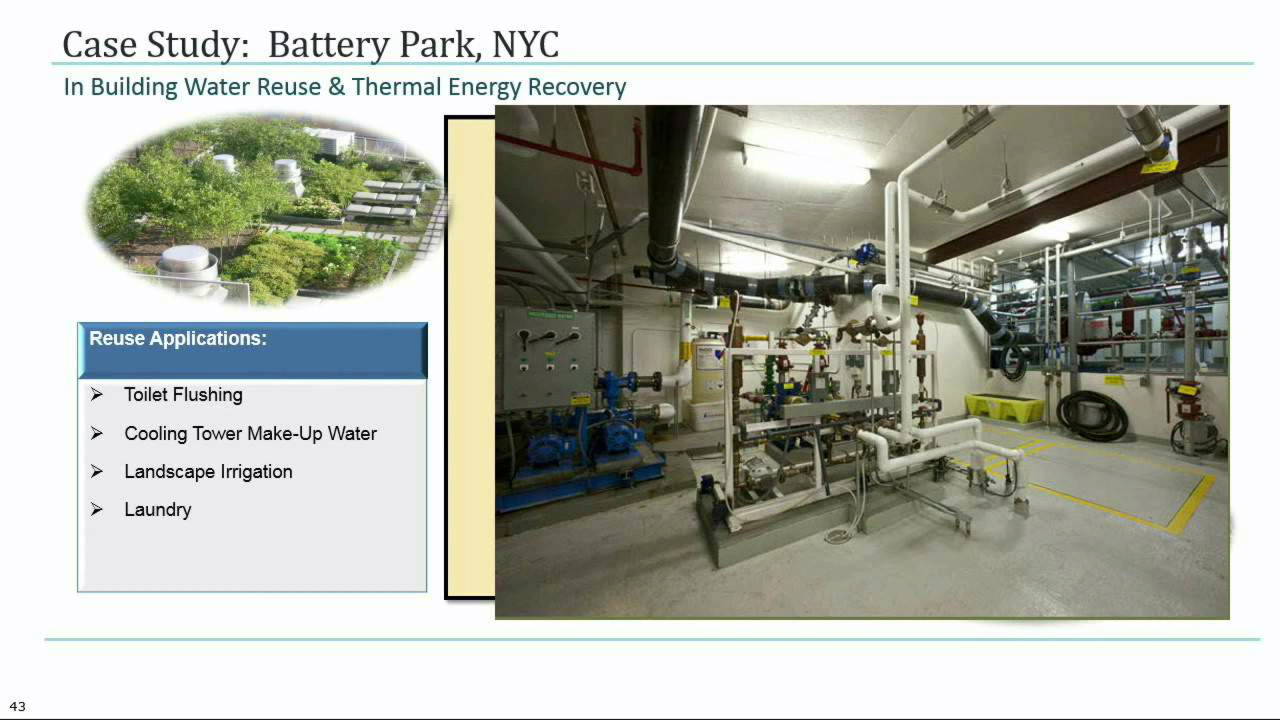 Case Study: Battery Park, NYC
In Building Water Reuse & Thermal Energy Recovery
Reuse Applications:
Toilet Flushing
Cooling Tower Make-Up Water
Landscape Irrigation
Laundry
43